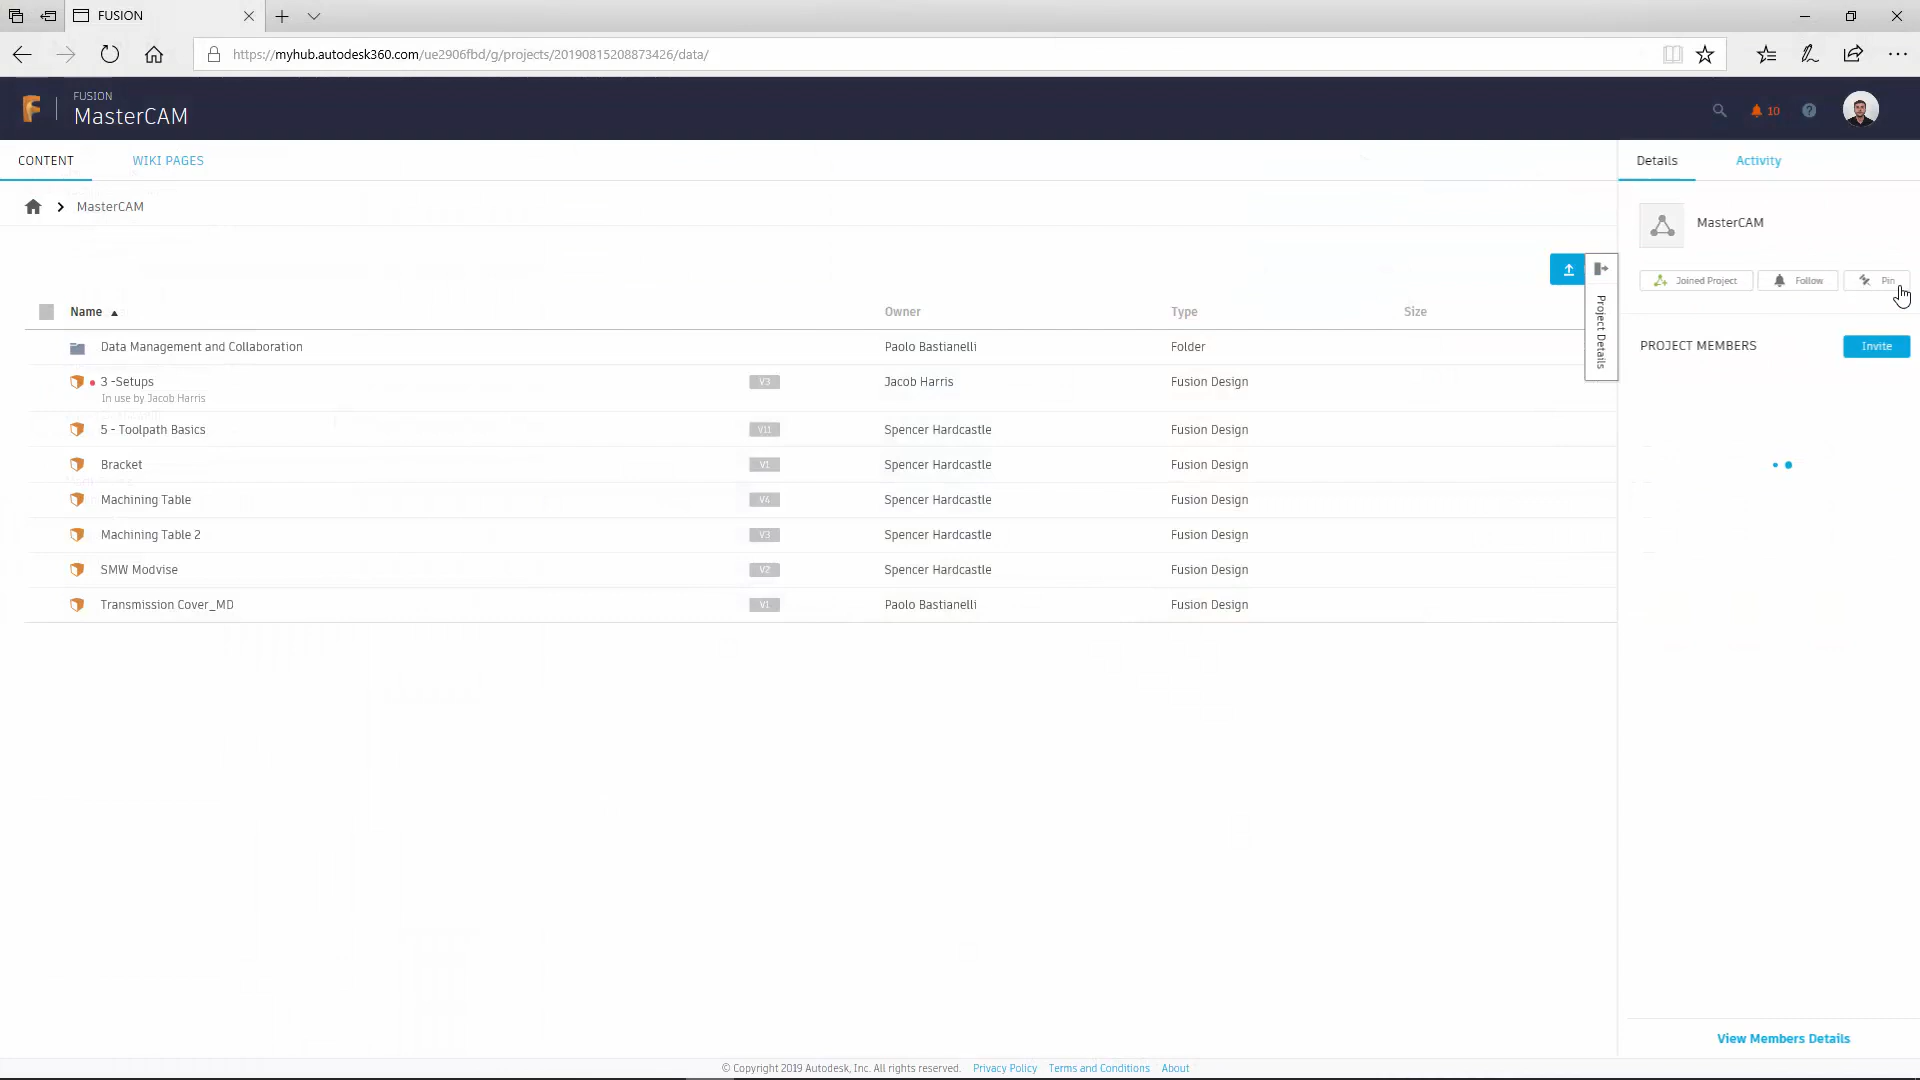 FUSION
https://myhub.autodesk360.com/ue2906fbd/g/projects/20190815208873426/data/
FUSION
MasterCAM
10
CONTENT WIKI PAGES
Details Activity
MasterCAM
MasterCAM
Joined Project Follow Pin
Project Details
PROJECT MEMBERS Invite
Name Owner Type Size
Data Management and Collaboration Paolo Bastianelli Folder
3 -Setups V3 Jacob Harris Fusion Design
In use by Jacob Harris
5 - Toolpath Basics V11 Spencer Hardcastle Fusion Design
Bracket V1 Spencer Hardcastle Fusion Design
Machining Table V4 Spencer Hardcastle Fusion Design
Machining Table 2 V3 Spencer Hardcastle Fusion Design
SMW Modvise V2 Spencer Hardcastle Fusion Design
Transmission Cover_MD V1 Paolo Bastianelli Fusion Design
View Members Details
© Copyright 2019 Autodesk, Inc. All rights reserved. Privacy Policy Terms and Conditions About